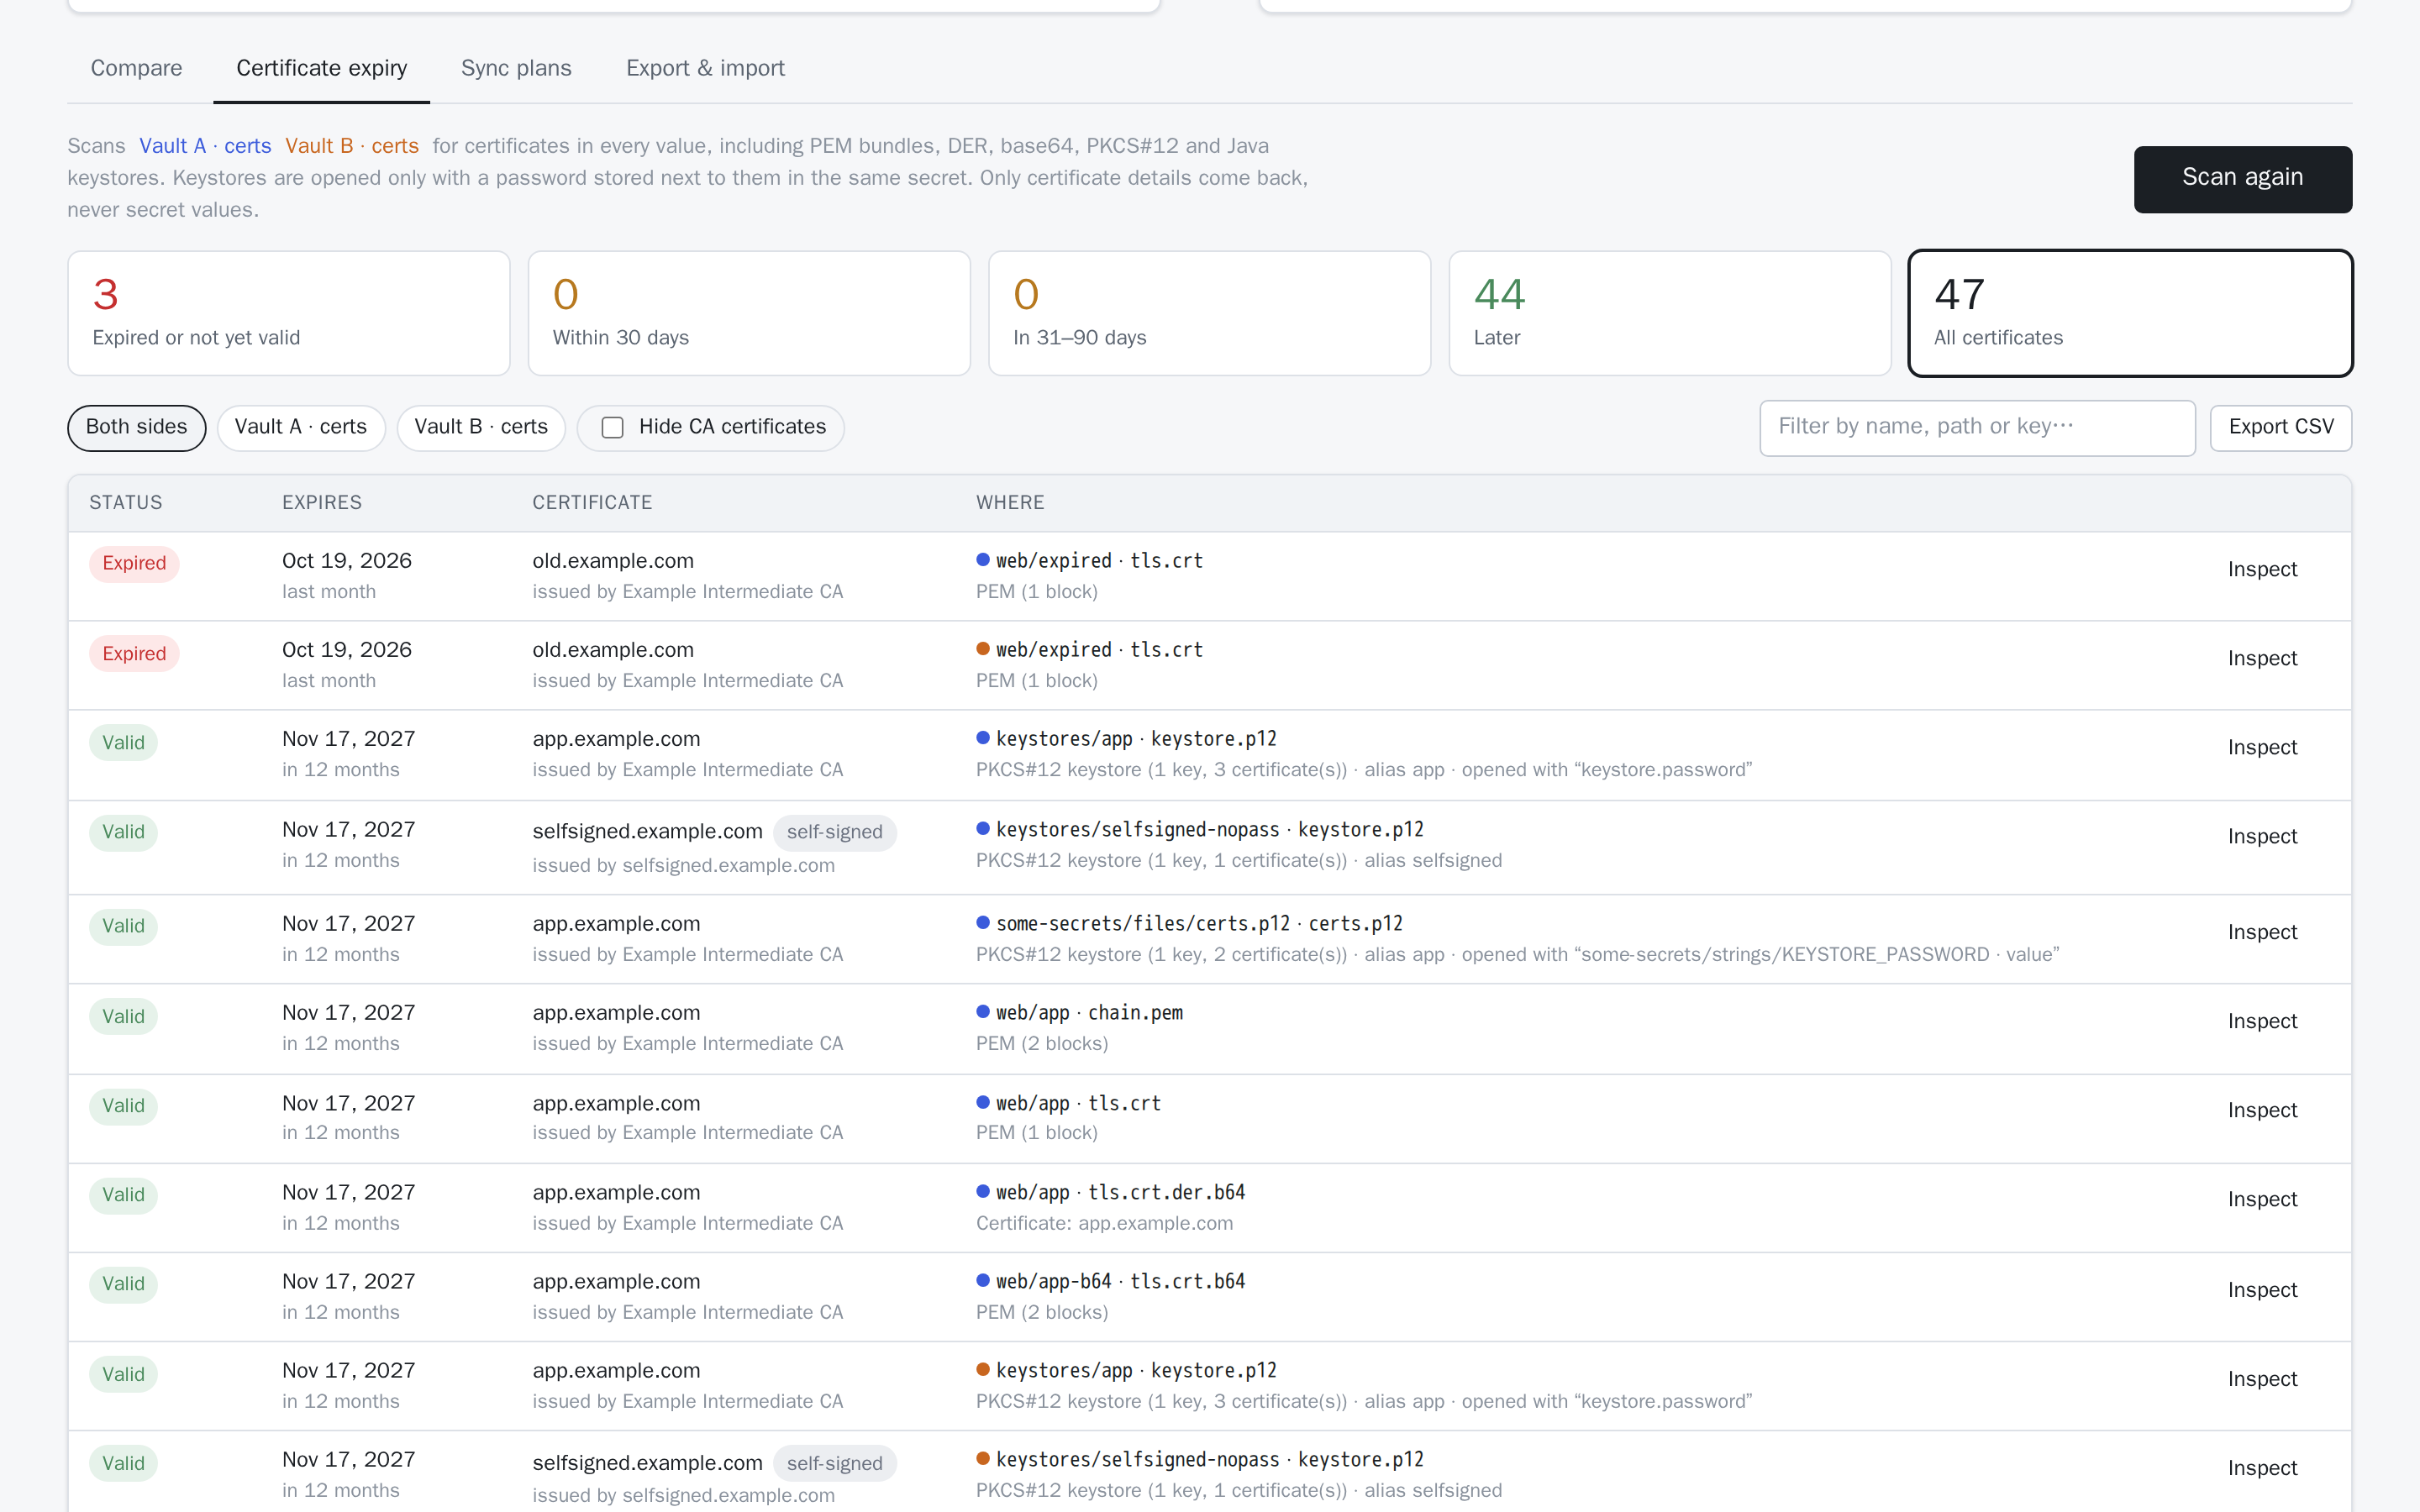 Compare Certificate expiry Sync plans Export & import
Scans Vault A · certs Vault B · certs for certificates in every value, including PEM bundles, DER, base64, PKCS#12 and Java
keystores. Keystores are opened only with a password stored next to them in the same secret. Only certificate details come back,
never secret values.
Scan again
3
Expired or not yet valid
0
Within 30 days
0
In 31–90 days
44
Later
47
All certificates
Both sides Vault A · certs Vault B · certs Hide CA certificates Filter by name, path or key⋯ Export CSV
STATUS EXPIRES CERTIFICATE WHERE
Expired Oct 19, 2026 old.example.com web/expired · tls.crt Inspect
last month issued by Example Intermediate CA PEM (1 block)
Expired Oct 19, 2026 old.example.com web/expired · tls.crt Inspect
last month issued by Example Intermediate CA PEM (1 block)
Valid Nov 17, 2027 app.example.com keystores/app · keystore.p12 Inspect
in 12 months issued by Example Intermediate CA PKCS#12 keystore (1 key, 3 certificate(s)) · alias app · opened with “keystore.password”
Valid Nov 17, 2027 selfsigned.example.com self-signed keystores/selfsigned-nopass · keystore.p12 Inspect
in 12 months issued by selfsigned.example.com PKCS#12 keystore (1 key, 1 certificate(s)) · alias selfsigned
Valid Nov 17, 2027 app.example.com some-secrets/files/certs.p12 · certs.p12 Inspect
in 12 months issued by Example Intermediate CA PKCS#12 keystore (1 key, 2 certificate(s)) · alias app · opened with “some-secrets/strings/KEYSTORE_PASSWORD · value”
Valid Nov 17, 2027 app.example.com web/app · chain.pem Inspect
in 12 months issued by Example Intermediate CA PEM (2 blocks)
Valid Nov 17, 2027 app.example.com web/app · tls.crt Inspect
in 12 months issued by Example Intermediate CA PEM (1 block)
Valid Nov 17, 2027 app.example.com web/app · tls.crt.der.b64 Inspect
in 12 months issued by Example Intermediate CA Certificate: app.example.com
Valid Nov 17, 2027 app.example.com web/app-b64 · tls.crt.b64 Inspect
in 12 months issued by Example Intermediate CA PEM (2 blocks)
Valid Nov 17, 2027 app.example.com keystores/app · keystore.p12 Inspect
in 12 months issued by Example Intermediate CA PKCS#12 keystore (1 key, 3 certificate(s)) · alias app · opened with “keystore.password”
Valid Nov 17, 2027 selfsigned.example.com self-signed keystores/selfsigned-nopass · keystore.p12 Inspect
in 12 months issued by selfsigned.example.com PKCS#12 keystore (1 key, 1 certificate(s)) · alias selfsigned